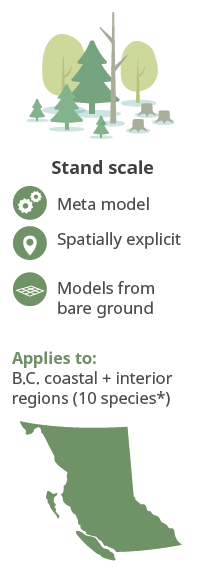 Stand scale
Meta model
Spatially explicit
Models from
bare ground
Applies to:
B.C. coastal + interior
regions (10 species*)